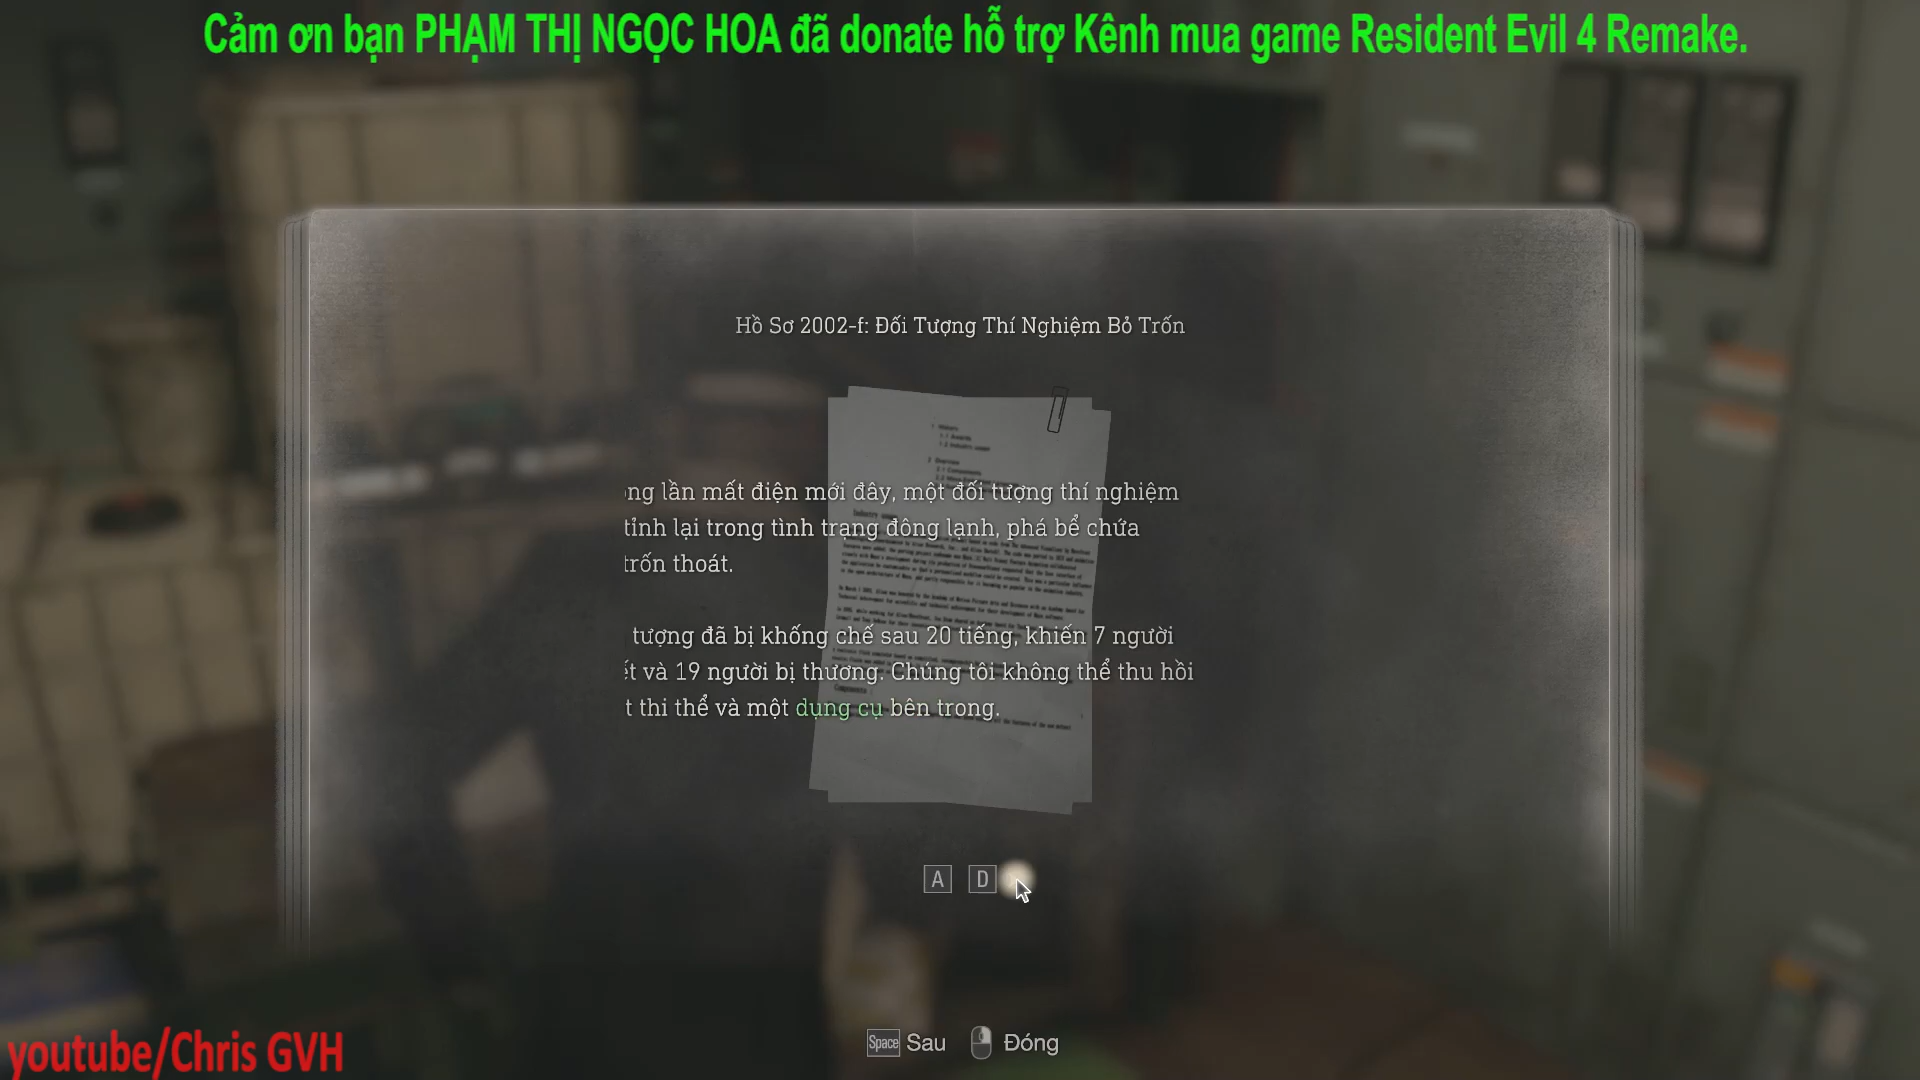 Cảm ơn bạn PHẠM THỊ NGỌC HOA đã donate hỗ trợ Kênh mua game Resident Evil 4 Remake.
Hồ Sơ 2002-f: Đối Tượng Thí Nghiệm Bỏ Trốn
ng lần mất điện mới đây, một đối tượng thí nghiệm
tỉnh lại trong tình trạng đông lạnh, phá bể chứa
trốn thoát.
tượng đã bị khống chế sau 20 tiếng, khiến 7 người
ết và 19 người bị thương. Chúng tôi không thể thu hồi
t thi thể và một dụng cụ bên trong.
A D
Space Sau Đóng
youtube/Chris GVH